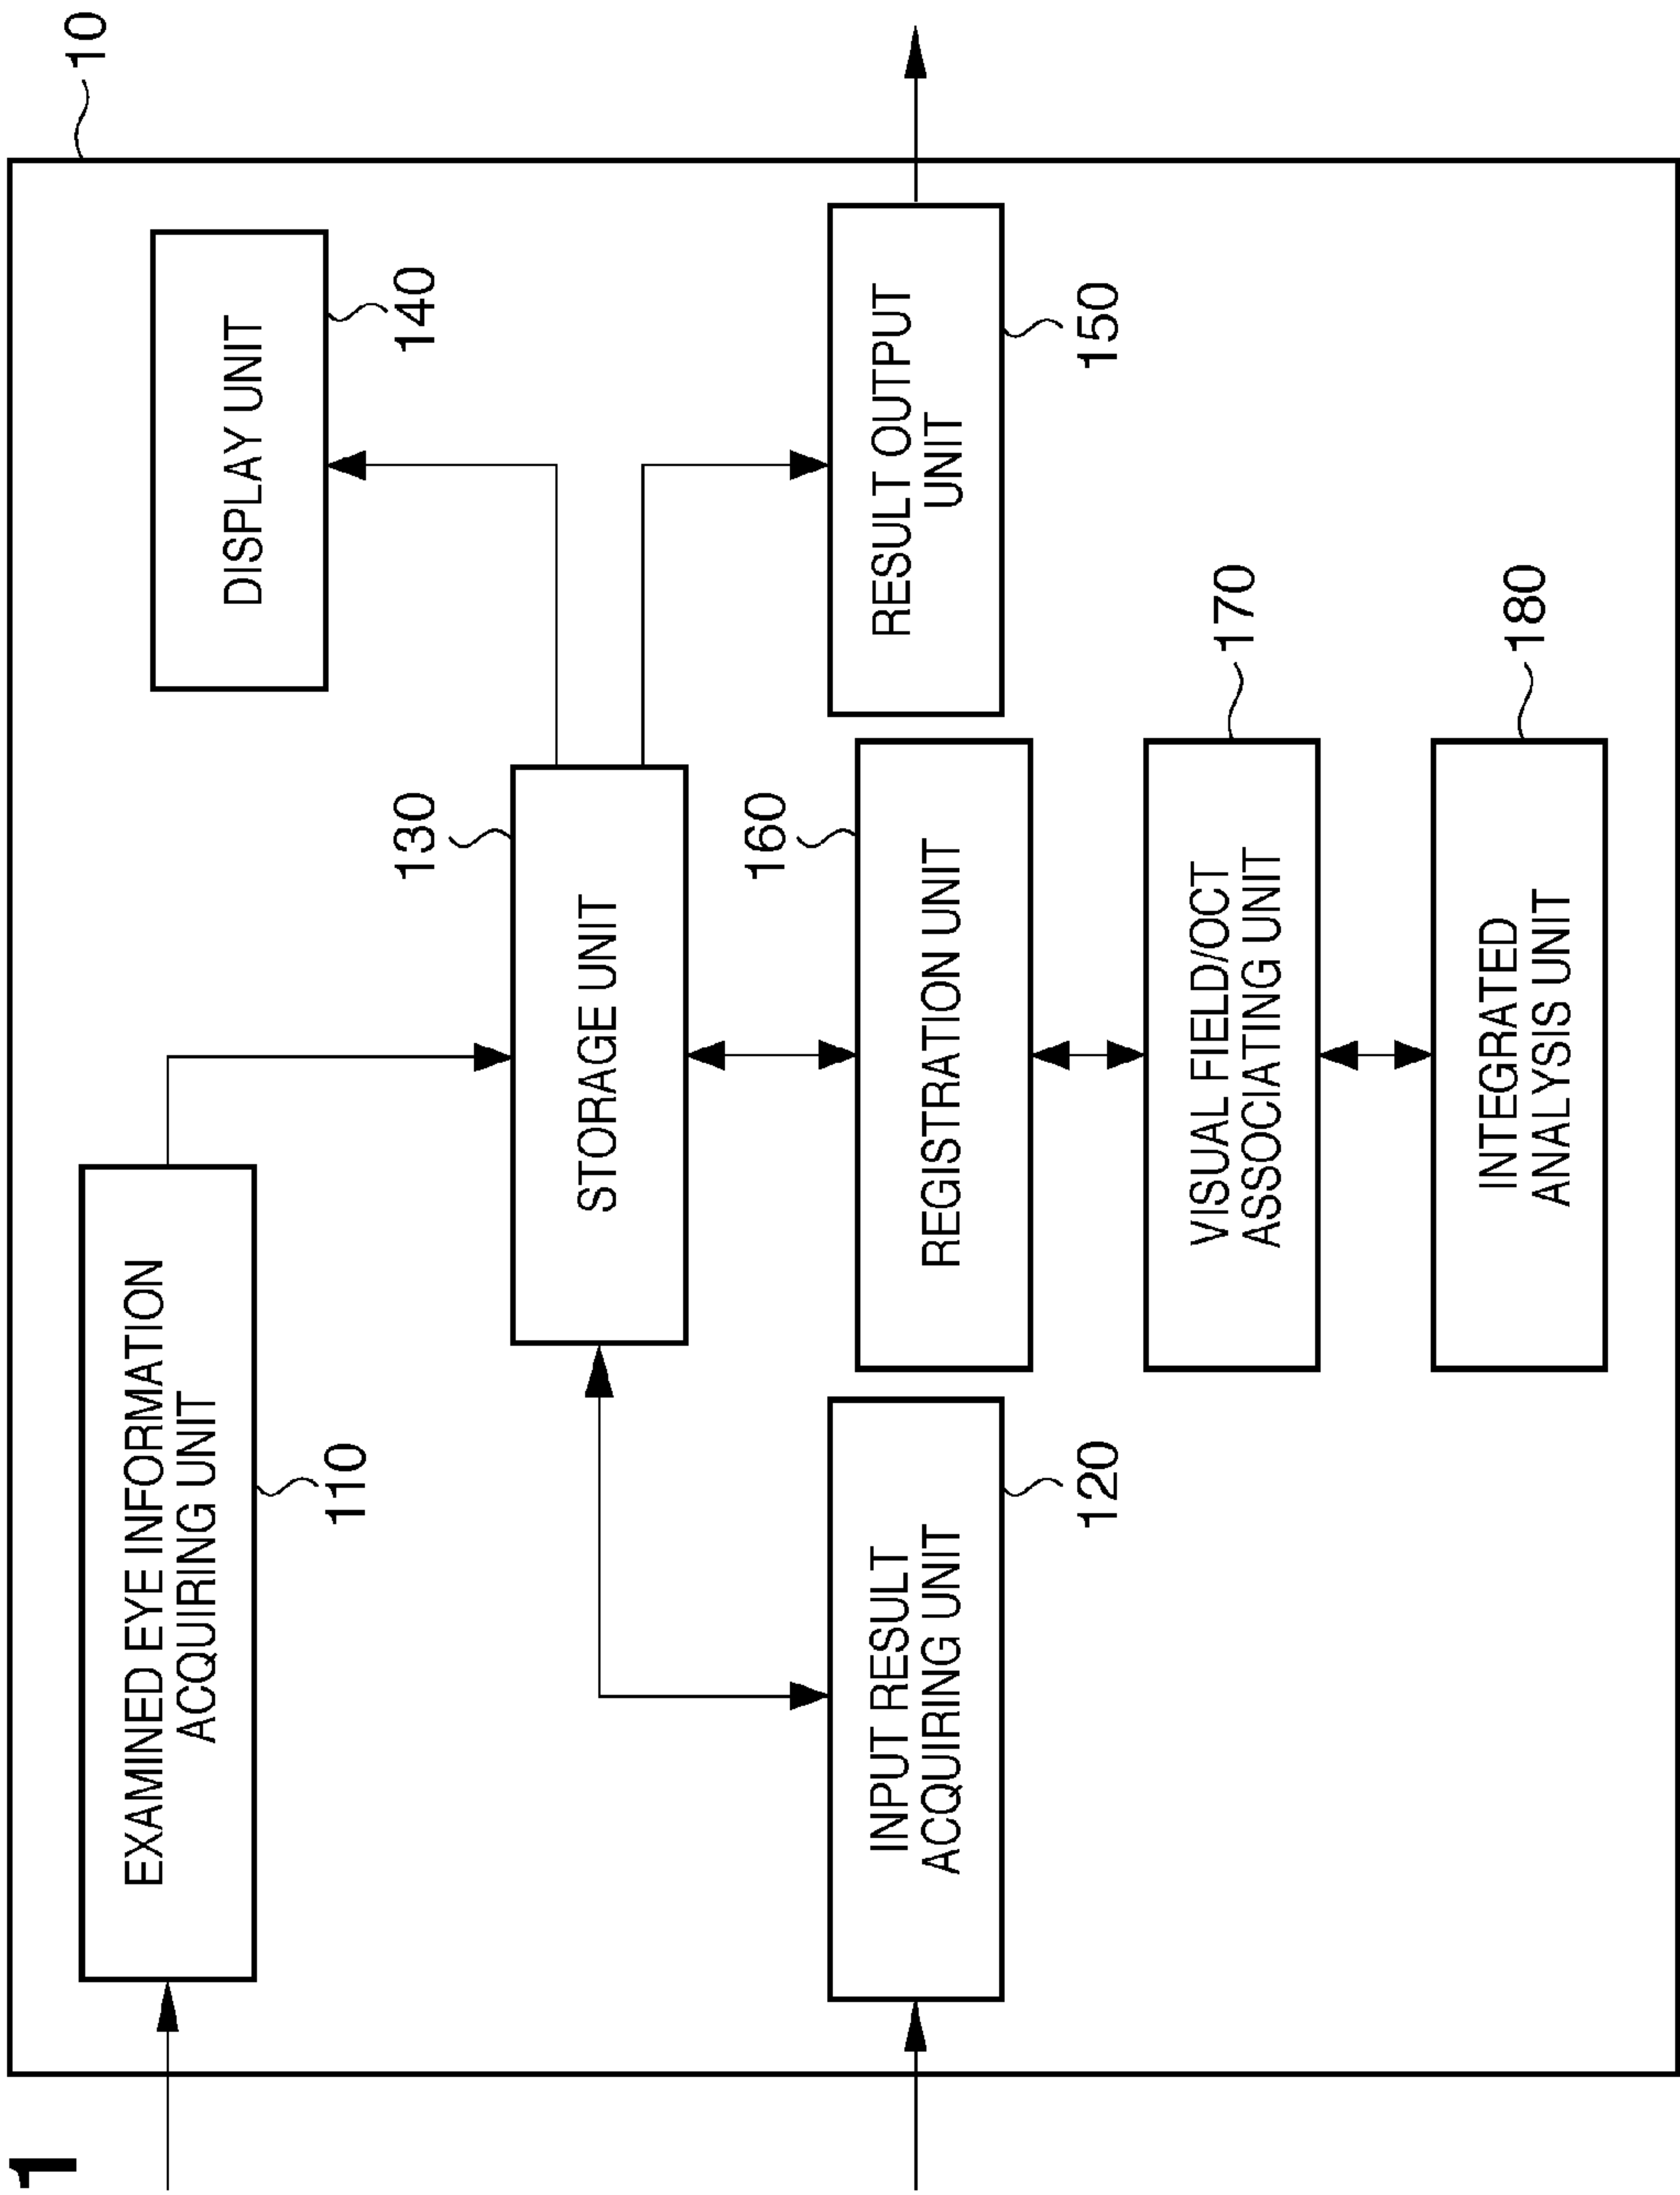 1
10
EXAMINED EYE INFORMATION
ACQUIRING UNIT
110
DISPLAY UNIT
140
130
STORAGE UNIT
INPUT RESULT
ACQUIRING UNIT
120
160
REGISTRATION UNIT
RESULT OUTPUT
UNIT
150
VISUAL FIELD/OCT
ASSOCIATING UNIT
170
INTEGRATED
ANALYSIS UNIT
180